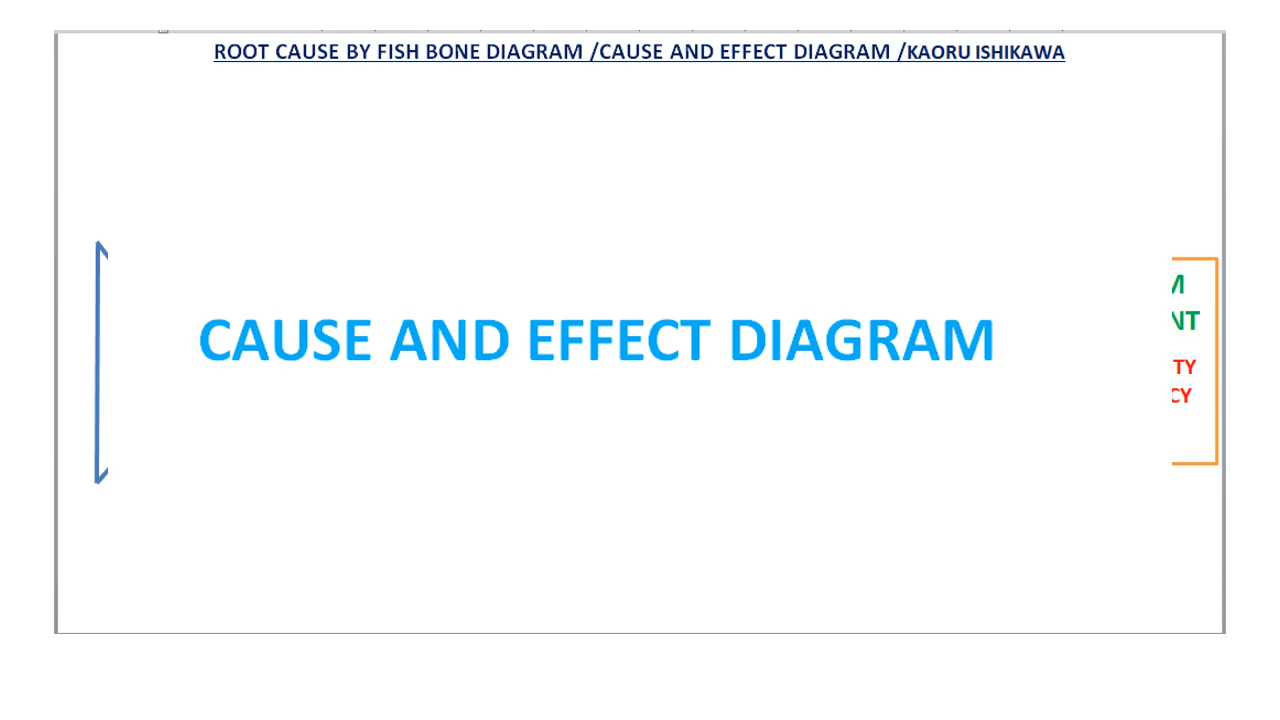 ROOT CAUSE BY FISH BONE DIAGRAM /CAUSE AND EFFECT DIAGRAM /KAORU ISHIKAWA
CAUSE AND EFFECT DIAGRAM